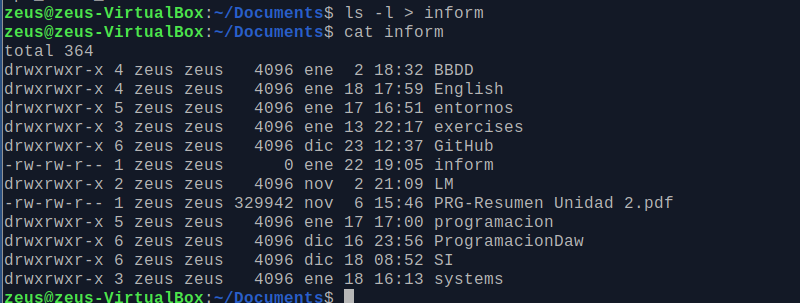 zeus@zeus-VirtualBox:~/Documents$ ls -l > inform
zeus@zeus-VirtualBox:~/Documents$ cat inform
total 364
drwxrwxr-x 4 zeus zeus   4096 ene  2 18:32 BBDD
drwxrwxr-x 4 zeus zeus   4096 ene 18 17:59 English
drwxrwxr-x 5 zeus zeus   4096 ene 17 16:51 entornos
drwxrwxr-x 3 zeus zeus   4096 ene 13 22:17 exercises
drwxrwxr-x 6 zeus zeus   4096 dic 23 12:37 GitHub
-rw-rw-r-- 1 zeus zeus      0 ene 22 19:05 inform
drwxrwxr-x 2 zeus zeus   4096 nov  2 21:09 LM
-rw-rw-r-- 1 zeus zeus 329942 nov  6 15:46 PRG-Resumen Unidad 2.pdf
drwxrwxr-x 5 zeus zeus   4096 ene 17 17:00 programacion
drwxrwxr-x 6 zeus zeus   4096 dic 16 23:56 ProgramacionDaw
drwxrwxr-x 6 zeus zeus   4096 dic 18 08:52 SI
drwxrwxr-x 3 zeus zeus   4096 ene 18 16:13 systems
zeus@zeus-VirtualBox:~/Documents$